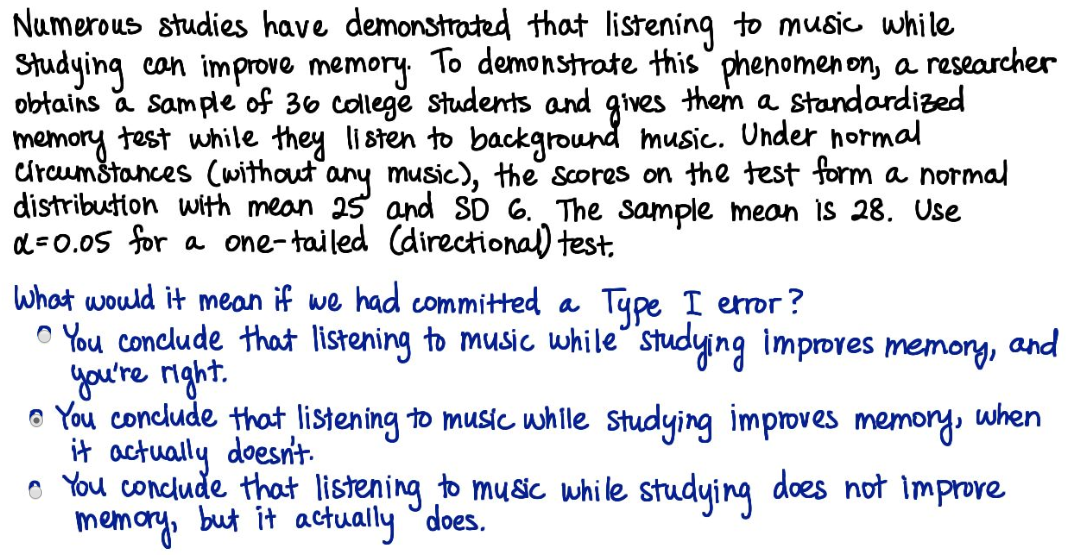 Numerous studies have demonstrated that listening to music while
Studying can improve memory. To demonstrate this phenomenon, a researcher
obtains a sample of 36 college students and gives them a standardized
memory test while they listen to background music. Under normal
circumstances (without any music), the scores on the test form a normal
distribution with mean 25 and SD 6. The sample mean is 28. Use
α=0.05 for a one-tailed (directional) test.
What would it mean if we had committed a Type I error?
You conclude that listening to music while studying improves memory, and
you're right.
You conclude that listening to music while studying improves memory, when
it actually doesn't.
You conclude that listening to music while studying does not improve
memory, but it actually does.